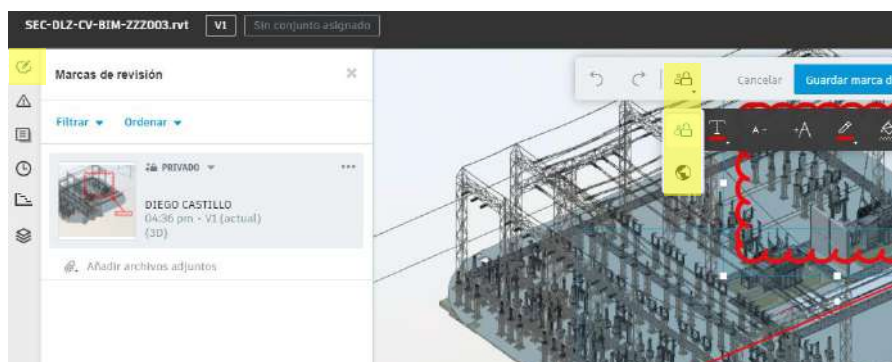 SEC-DLZ-CV-BIM-ZZZ003.rvt V1 Sin conjunto asignado
Marcas de revisión
Cancelar Guardar marca d
Filtrar Ordenar
T A- +A
PRIVADO
DIEGO CASTILLO
04:36 pm - V1 (actual)
(3D)
Añadir archivos adjuntos